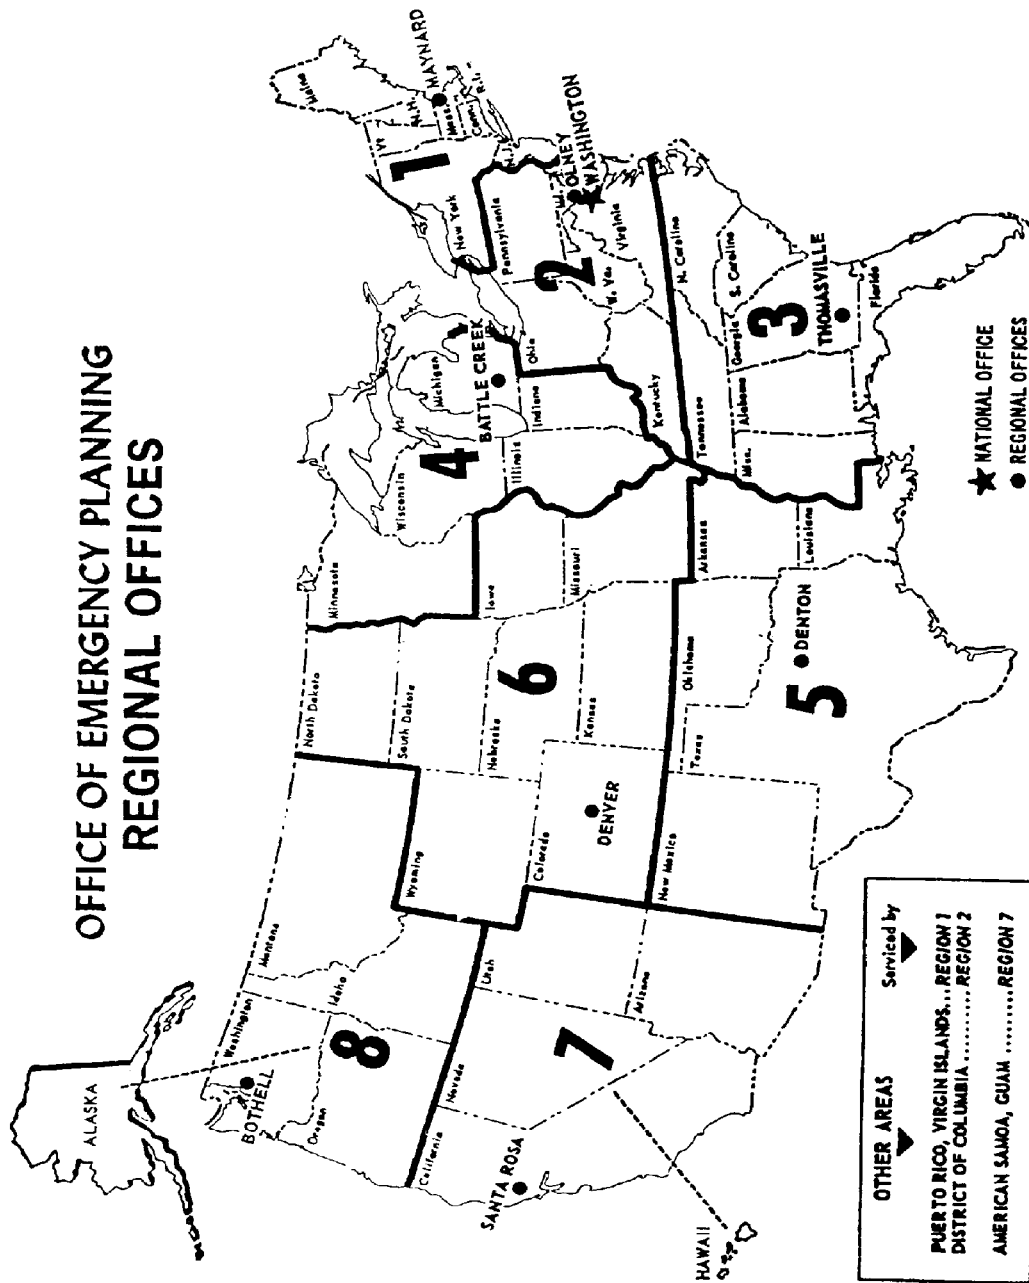 OFFICE OF EMERGENCY PLANNING
REGIONAL OFFICES
ALASKA
Washington
BOTHELL
Oregon
Idaho
Montana
8
California
Nevada
Utah
Arizona
SANTA ROSA
7
HAWAII
Wyoming
Colorado
DENVER
North Dakota
South Dakota
Nebraska
Kansas
6
Iowa
Missouri
New Mexico
Texas
Oklahoma
DENTON
5
Arkansas
Louisiana
Minnesota
Wisconsin
4
Michigan
BATTLE CREEK
Illinois
Indiana
Ohio
Kentucky
W. Va.
Virginia
Pennsylvania
2
OLNEY
WASHINGTON
New York
1
Vt.
N.H.
Maine
MAYNARD
Mass.
Conn.
R.I.
N.J.
Tennessee
N. Carolina
S. Carolina
Georgia
Alabama
Miss.
3
THOMASVILLE
Florida
★ NATIONAL OFFICE
● REGIONAL OFFICES
OTHER AREAS Serviced by
PUERTO RICO, VIRGIN ISLANDS...REGION 1
DISTRICT OF COLUMBIA..........REGION 2
AMERICAN SAMOA, GUAM.........REGION 7